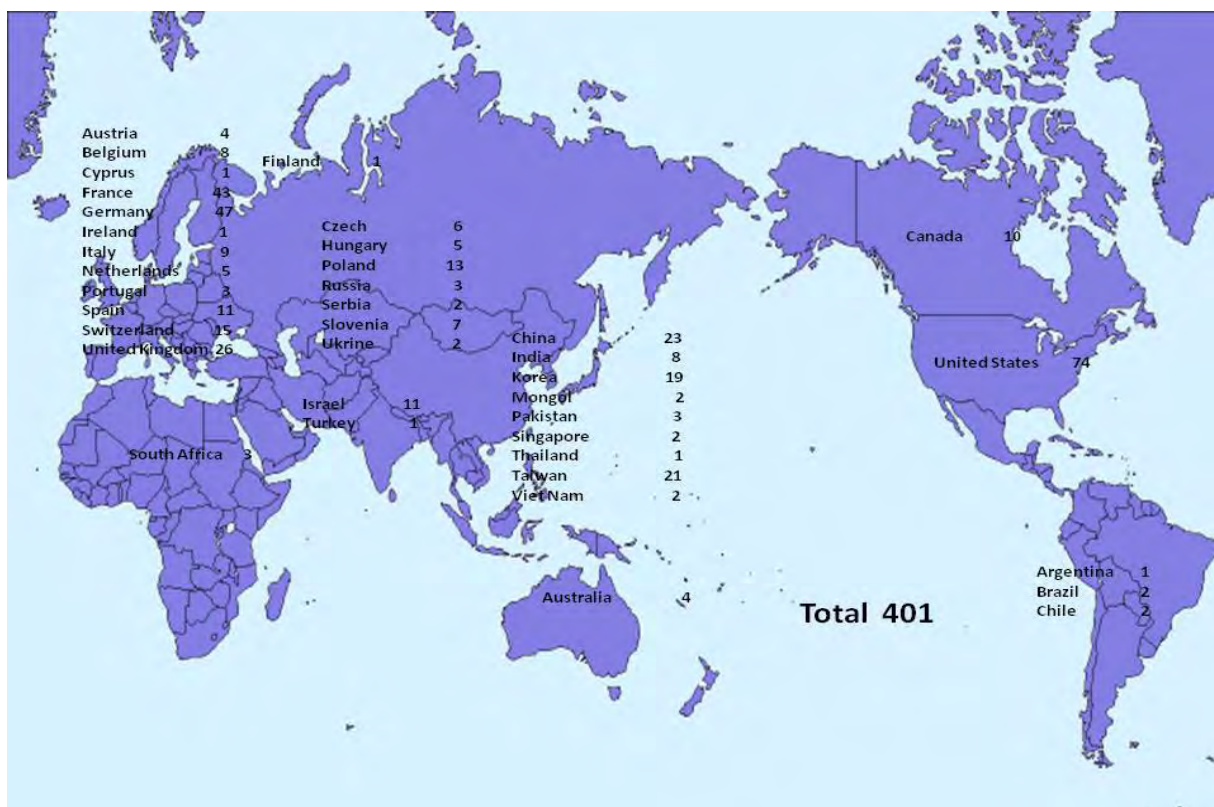 Austria 4
Belgium 8
Cyprus 1
France 43
Germany 47
Ireland 1
Italy 9
Netherlands 5
Portugal 3
Spain 11
Switzerland 15
United Kingdom 26
Finland 1
Czech 6
Hungary 5
Poland 13
Russia 3
Serbia 2
Slovenia 7
Ukrine 2
Israel 11
Turkey 1
South Africa 3
China 23
India 8
Korea 19
Mongol 2
Pakistan 3
Singapore 2
Thailand 1
Taiwan 21
Viet Nam 2
Australia 4
Canada 10
United States 74
Argentina 1
Brazil 2
Chile 2
Total 401